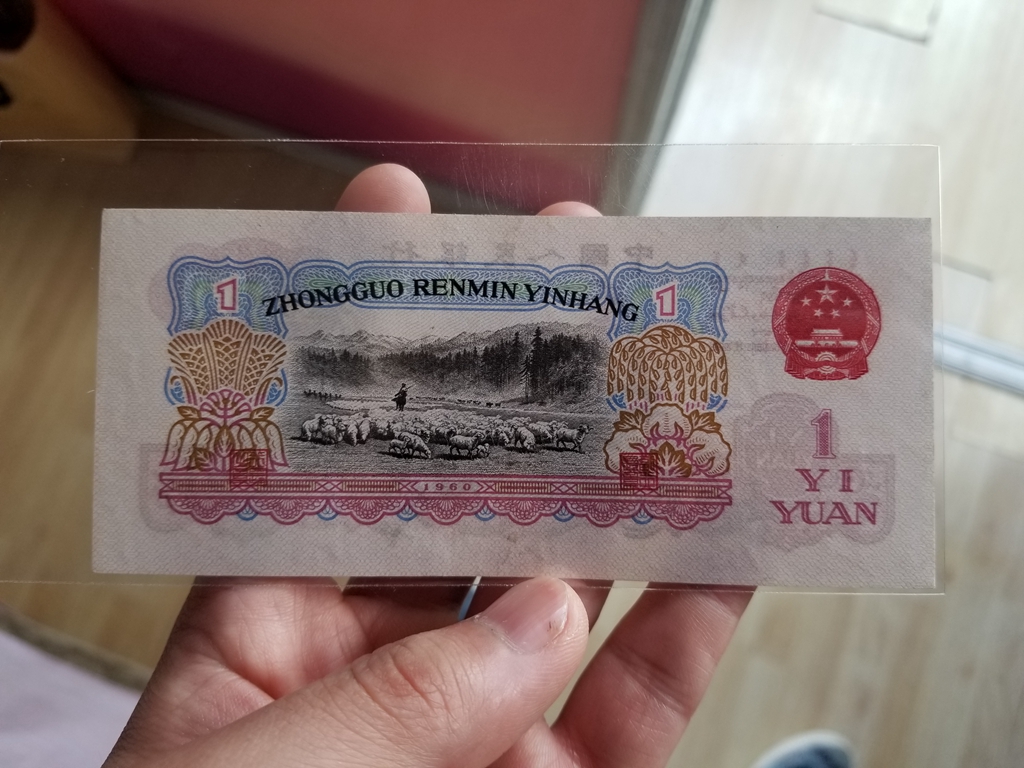 1 1
ZHONGGUO RENMIN YINHANG
1960
1
YI
YUAN